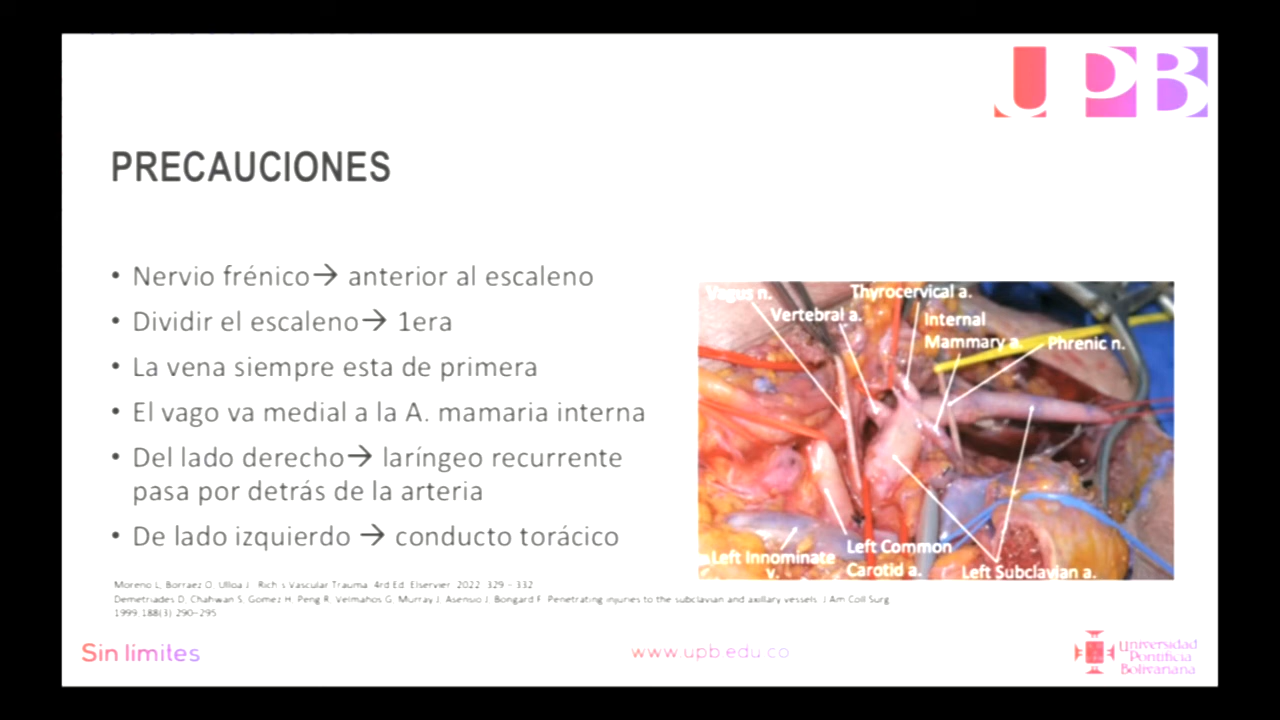 UPB
PRECAUCIONES
• Nervio frénico→ anterior al escaleno
• Dividir el escaleno→ 1era
• La vena siempre esta de primera
• El vago va medial a la A. mamaria interna
• Del lado derecho→ laríngeo recurrente
pasa por detrás de la arteria
• De lado izquierdo → conducto torácico
Vagus n.
Thyrocervical a.
Vertebral a.
Internal
Mammary a.
Phrenic n.
Left Innominate
v.
Left Common
Carotid a.
Left Subclavian a.
Moreno L, Borraez O, Ulloa J. Rich's Vascular Trauma. 4rd Ed. Elservier. 2022. 329 - 332
Demetriades D, Chahwan S, Gomez H, Peng R, Velmahos G, Murray J, Asensio J, Bongard F. Penetrating injuries to the subclavian and axillary vessels. J Am Coll Surg.
1999;188(3):290-295
Sin límites
www.upb.edu.co
Universidad
Pontificia
Bolivariana